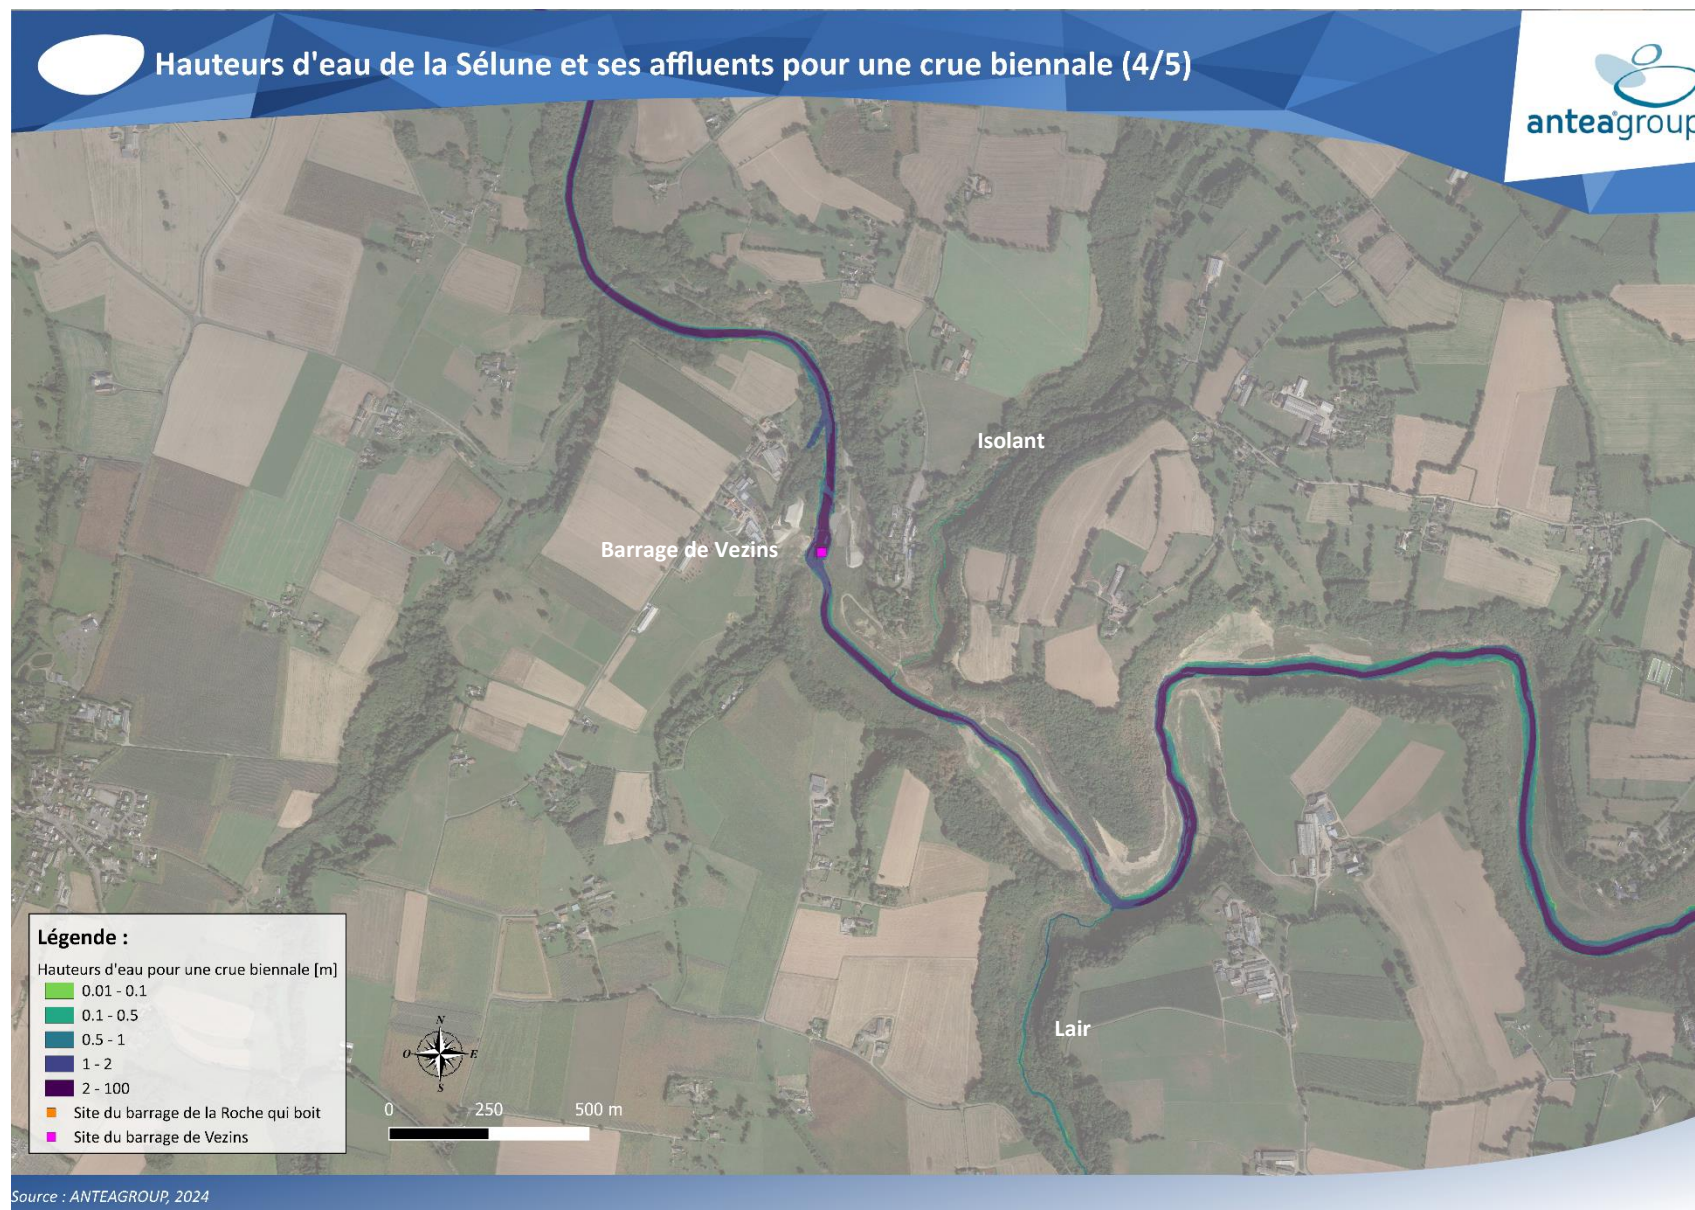 Hauteurs d'eau de la Sélune et ses affluents pour une crue biennale (4/5)
anteagroup
Isolant
Barrage de Vezins
Lair
Légende :
Hauteurs d'eau pour une crue biennale [m]
0.01 - 0.1
0.1 - 0.5
0.5 - 1
1 - 2
2 - 100
Site du barrage de la Roche qui boit
Site du barrage de Vezins
N
O E
S
0 250 500 m
Source : ANTEAGROUP, 2024